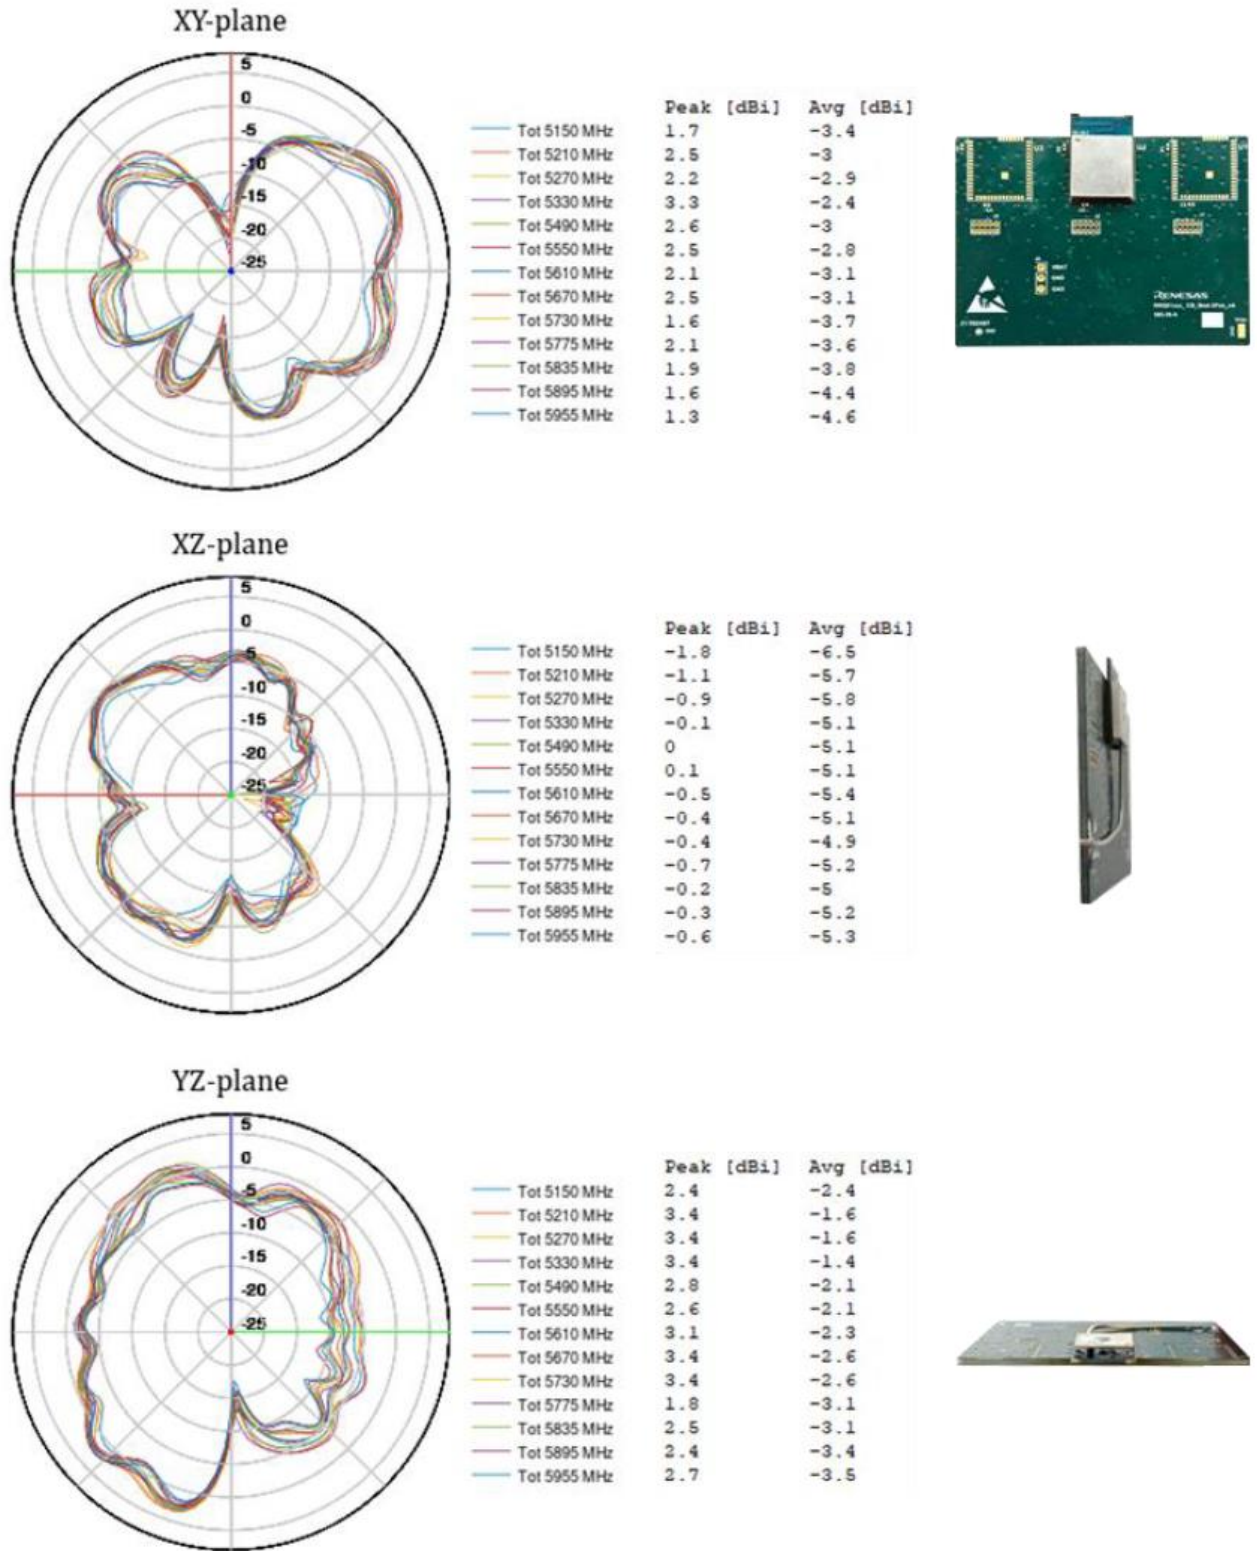 XY-plane
5
0
-5
-10
-15
-20
-25
Peak [dBi] Avg [dBi]
Tot 5150 MHz 1.7 -3.4
Tot 5210 MHz 2.5 -3
Tot 5270 MHz 2.2 -2.9
Tot 5330 MHz 3.3 -2.4
Tot 5490 MHz 2.6 -3
Tot 5550 MHz 2.5 -2.8
Tot 5610 MHz 2.1 -3.1
Tot 5670 MHz 2.5 -3.1
Tot 5730 MHz 1.6 -3.7
Tot 5775 MHz 2.1 -3.6
Tot 5835 MHz 1.9 -3.8
Tot 5895 MHz 1.6 -4.4
Tot 5955 MHz 1.3 -4.6
RENESAS
XZ-plane
5
0
-5
-10
-15
-20
-25
Peak [dBi] Avg [dBi]
Tot 5150 MHz -1.8 -6.5
Tot 5210 MHz -1.1 -5.7
Tot 5270 MHz -0.9 -5.8
Tot 5330 MHz -0.1 -5.1
Tot 5490 MHz 0 -5.1
Tot 5550 MHz 0.1 -5.1
Tot 5610 MHz -0.5 -5.4
Tot 5670 MHz -0.4 -5.1
Tot 5730 MHz -0.4 -4.9
Tot 5775 MHz -0.7 -5.2
Tot 5835 MHz -0.2 -5
Tot 5895 MHz -0.3 -5.2
Tot 5955 MHz -0.6 -5.3
YZ-plane
5
0
-5
-10
-15
-20
-25
Peak [dBi] Avg [dBi]
Tot 5150 MHz 2.4 -2.4
Tot 5210 MHz 3.4 -1.6
Tot 5270 MHz 3.4 -1.6
Tot 5330 MHz 3.4 -1.4
Tot 5490 MHz 2.8 -2.1
Tot 5550 MHz 2.6 -2.1
Tot 5610 MHz 3.1 -2.3
Tot 5670 MHz 3.4 -2.6
Tot 5730 MHz 3.4 -2.6
Tot 5775 MHz 1.8 -3.1
Tot 5835 MHz 2.5 -3.1
Tot 5895 MHz 2.4 -3.4
Tot 5955 MHz 2.7 -3.5